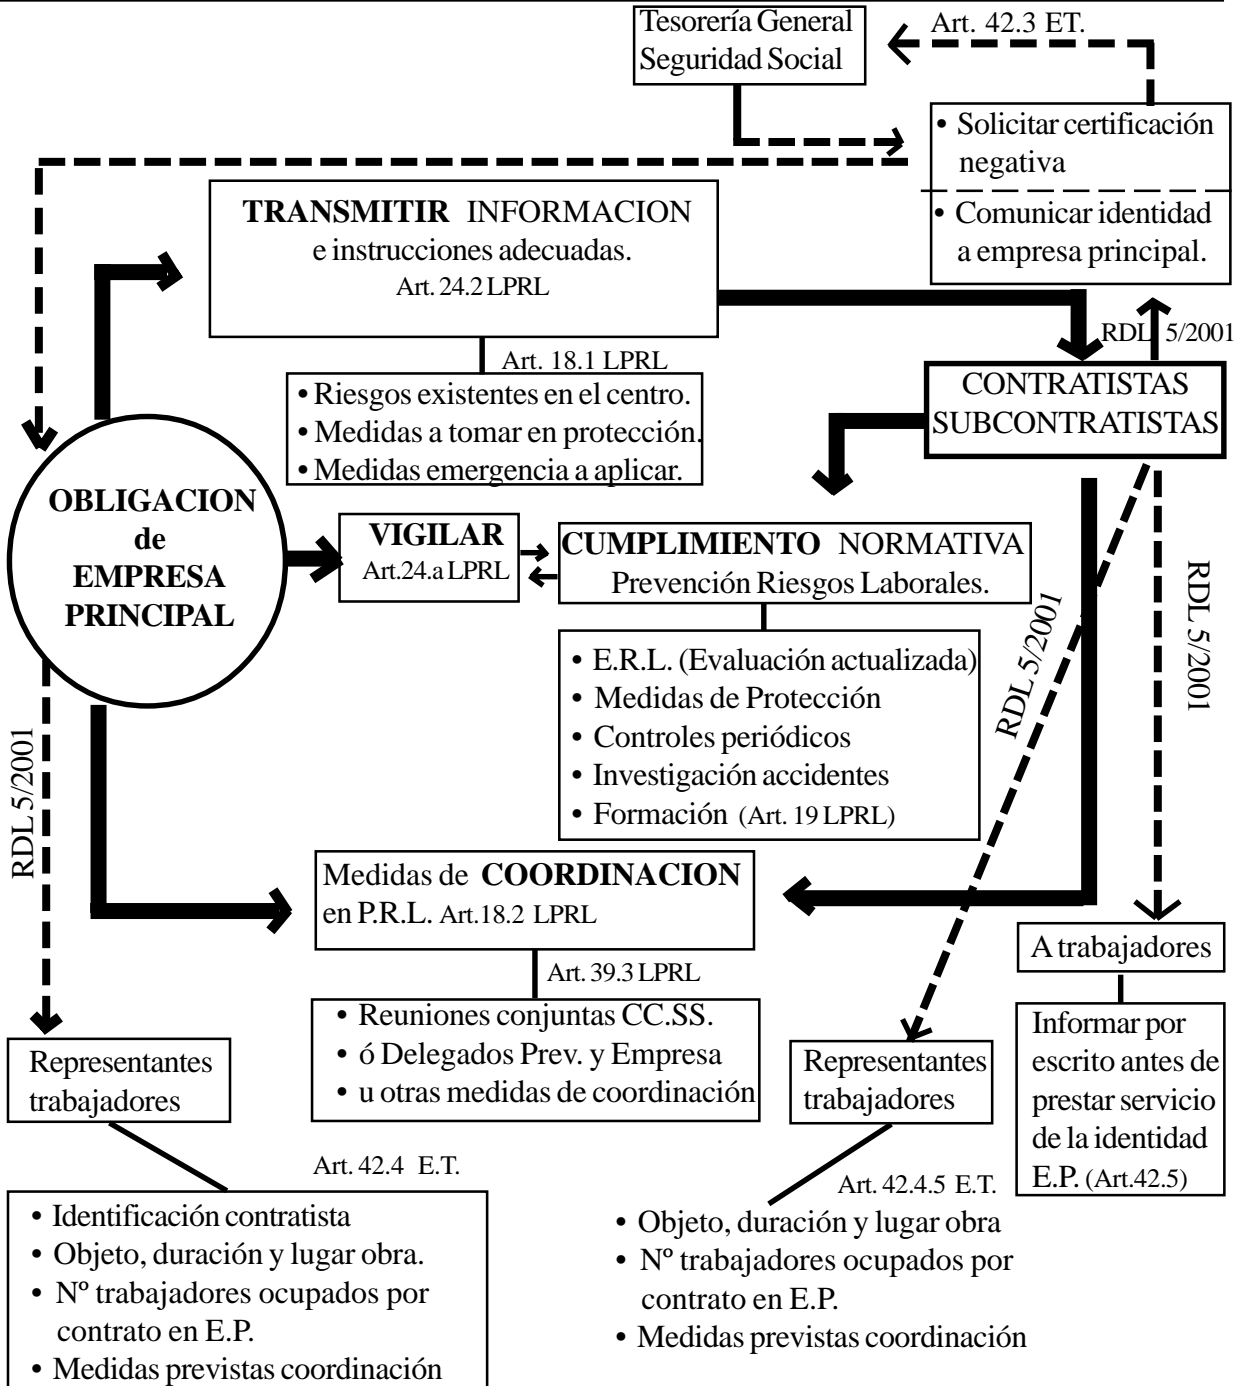 Tesorería General
Seguridad Social
Art. 42.3 ET.
• Solicitar certificación
negativa
• Comunicar identidad
a empresa principal.
TRANSMITIR INFORMACION
e instrucciones adecuadas.
Art. 24.2 LPRL
RDL 5/2001
Art. 18.1 LPRL
• Riesgos existentes en el centro.
• Medidas a tomar en protección.
• Medidas emergencia a aplicar.
CONTRATISTAS
SUBCONTRATISTAS
OBLIGACION
de
EMPRESA
PRINCIPAL
VIGILAR
Art.24.a LPRL
CUMPLIMIENTO NORMATIVA
Prevención Riesgos Laborales.
• E.R.L. (Evaluación actualizada)
• Medidas de Protección
• Controles periódicos
• Investigación accidentes
• Formación (Art. 19 LPRL)
RDL 5/2001
RDL 5/2001
RDL 5/2001
Medidas de COORDINACION
en P.R.L. Art.18.2 LPRL
Art. 39.3 LPRL
• Reuniones conjuntas CC.SS.
• ó Delegados Prev. y Empresa
• u otras medidas de coordinación
A trabajadores
Informar por
escrito antes de
prestar servicio
de la identidad
E.P. (Art.42.5)
Representantes
trabajadores
Representantes
trabajadores
Art. 42.4 E.T.
• Identificación contratista
• Objeto, duración y lugar obra.
• Nº trabajadores ocupados por
contrato en E.P.
• Medidas previstas coordinación
Art. 42.4.5 E.T.
• Objeto, duración y lugar obra
• Nº trabajadores ocupados por
contrato en E.P.
• Medidas previstas coordinación